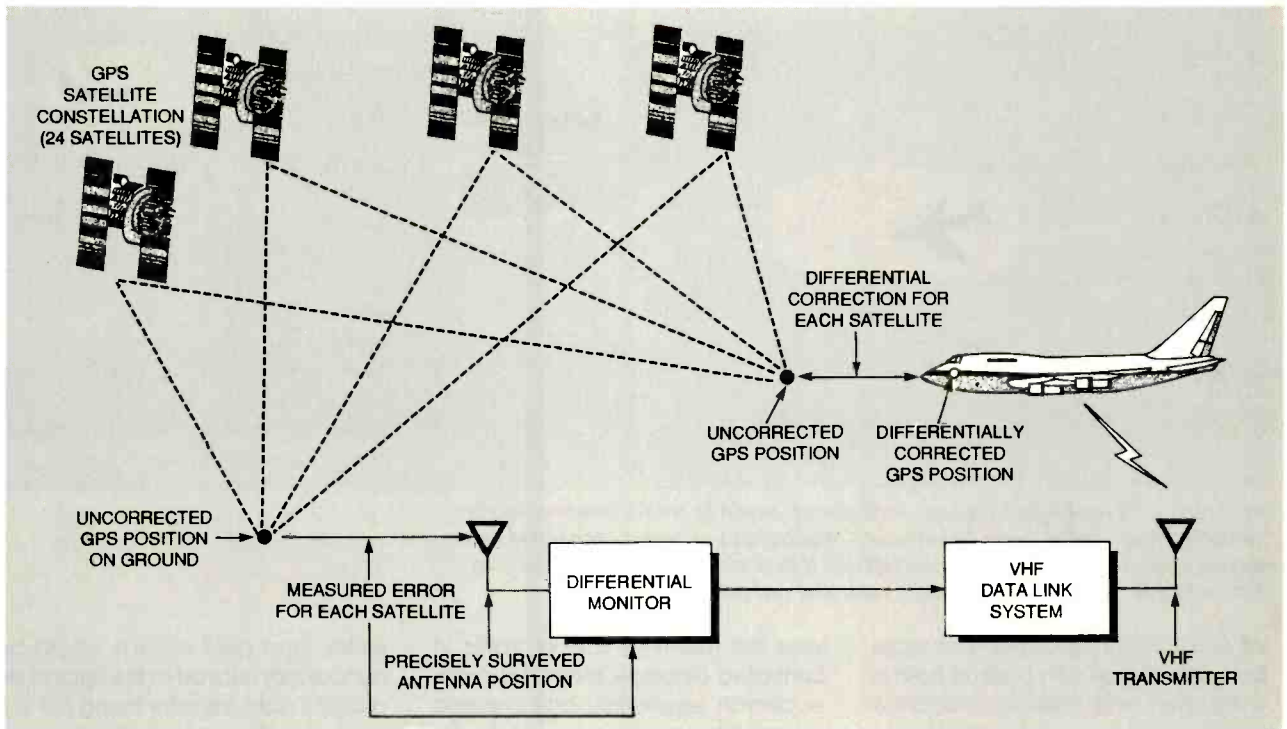 GPS
SATELLITE
CONSTELLATION
(24 SATELLITES)
DIFFERENTIAL
CORRECTION FOR
EACH SATELLITE
UNCORRECTED
GPS POSITION
DIFFERENTIALLY
CORRECTED
GPS POSITION
UNCORRECTED
GPS POSITION
ON GROUND
MEASURED ERROR
FOR EACH SATELLITE
PRECISELY SURVEYED
ANTENNA POSITION
DIFFERENTIAL
MONITOR
VHF
DATA LINK
SYSTEM
VHF
TRANSMITTER